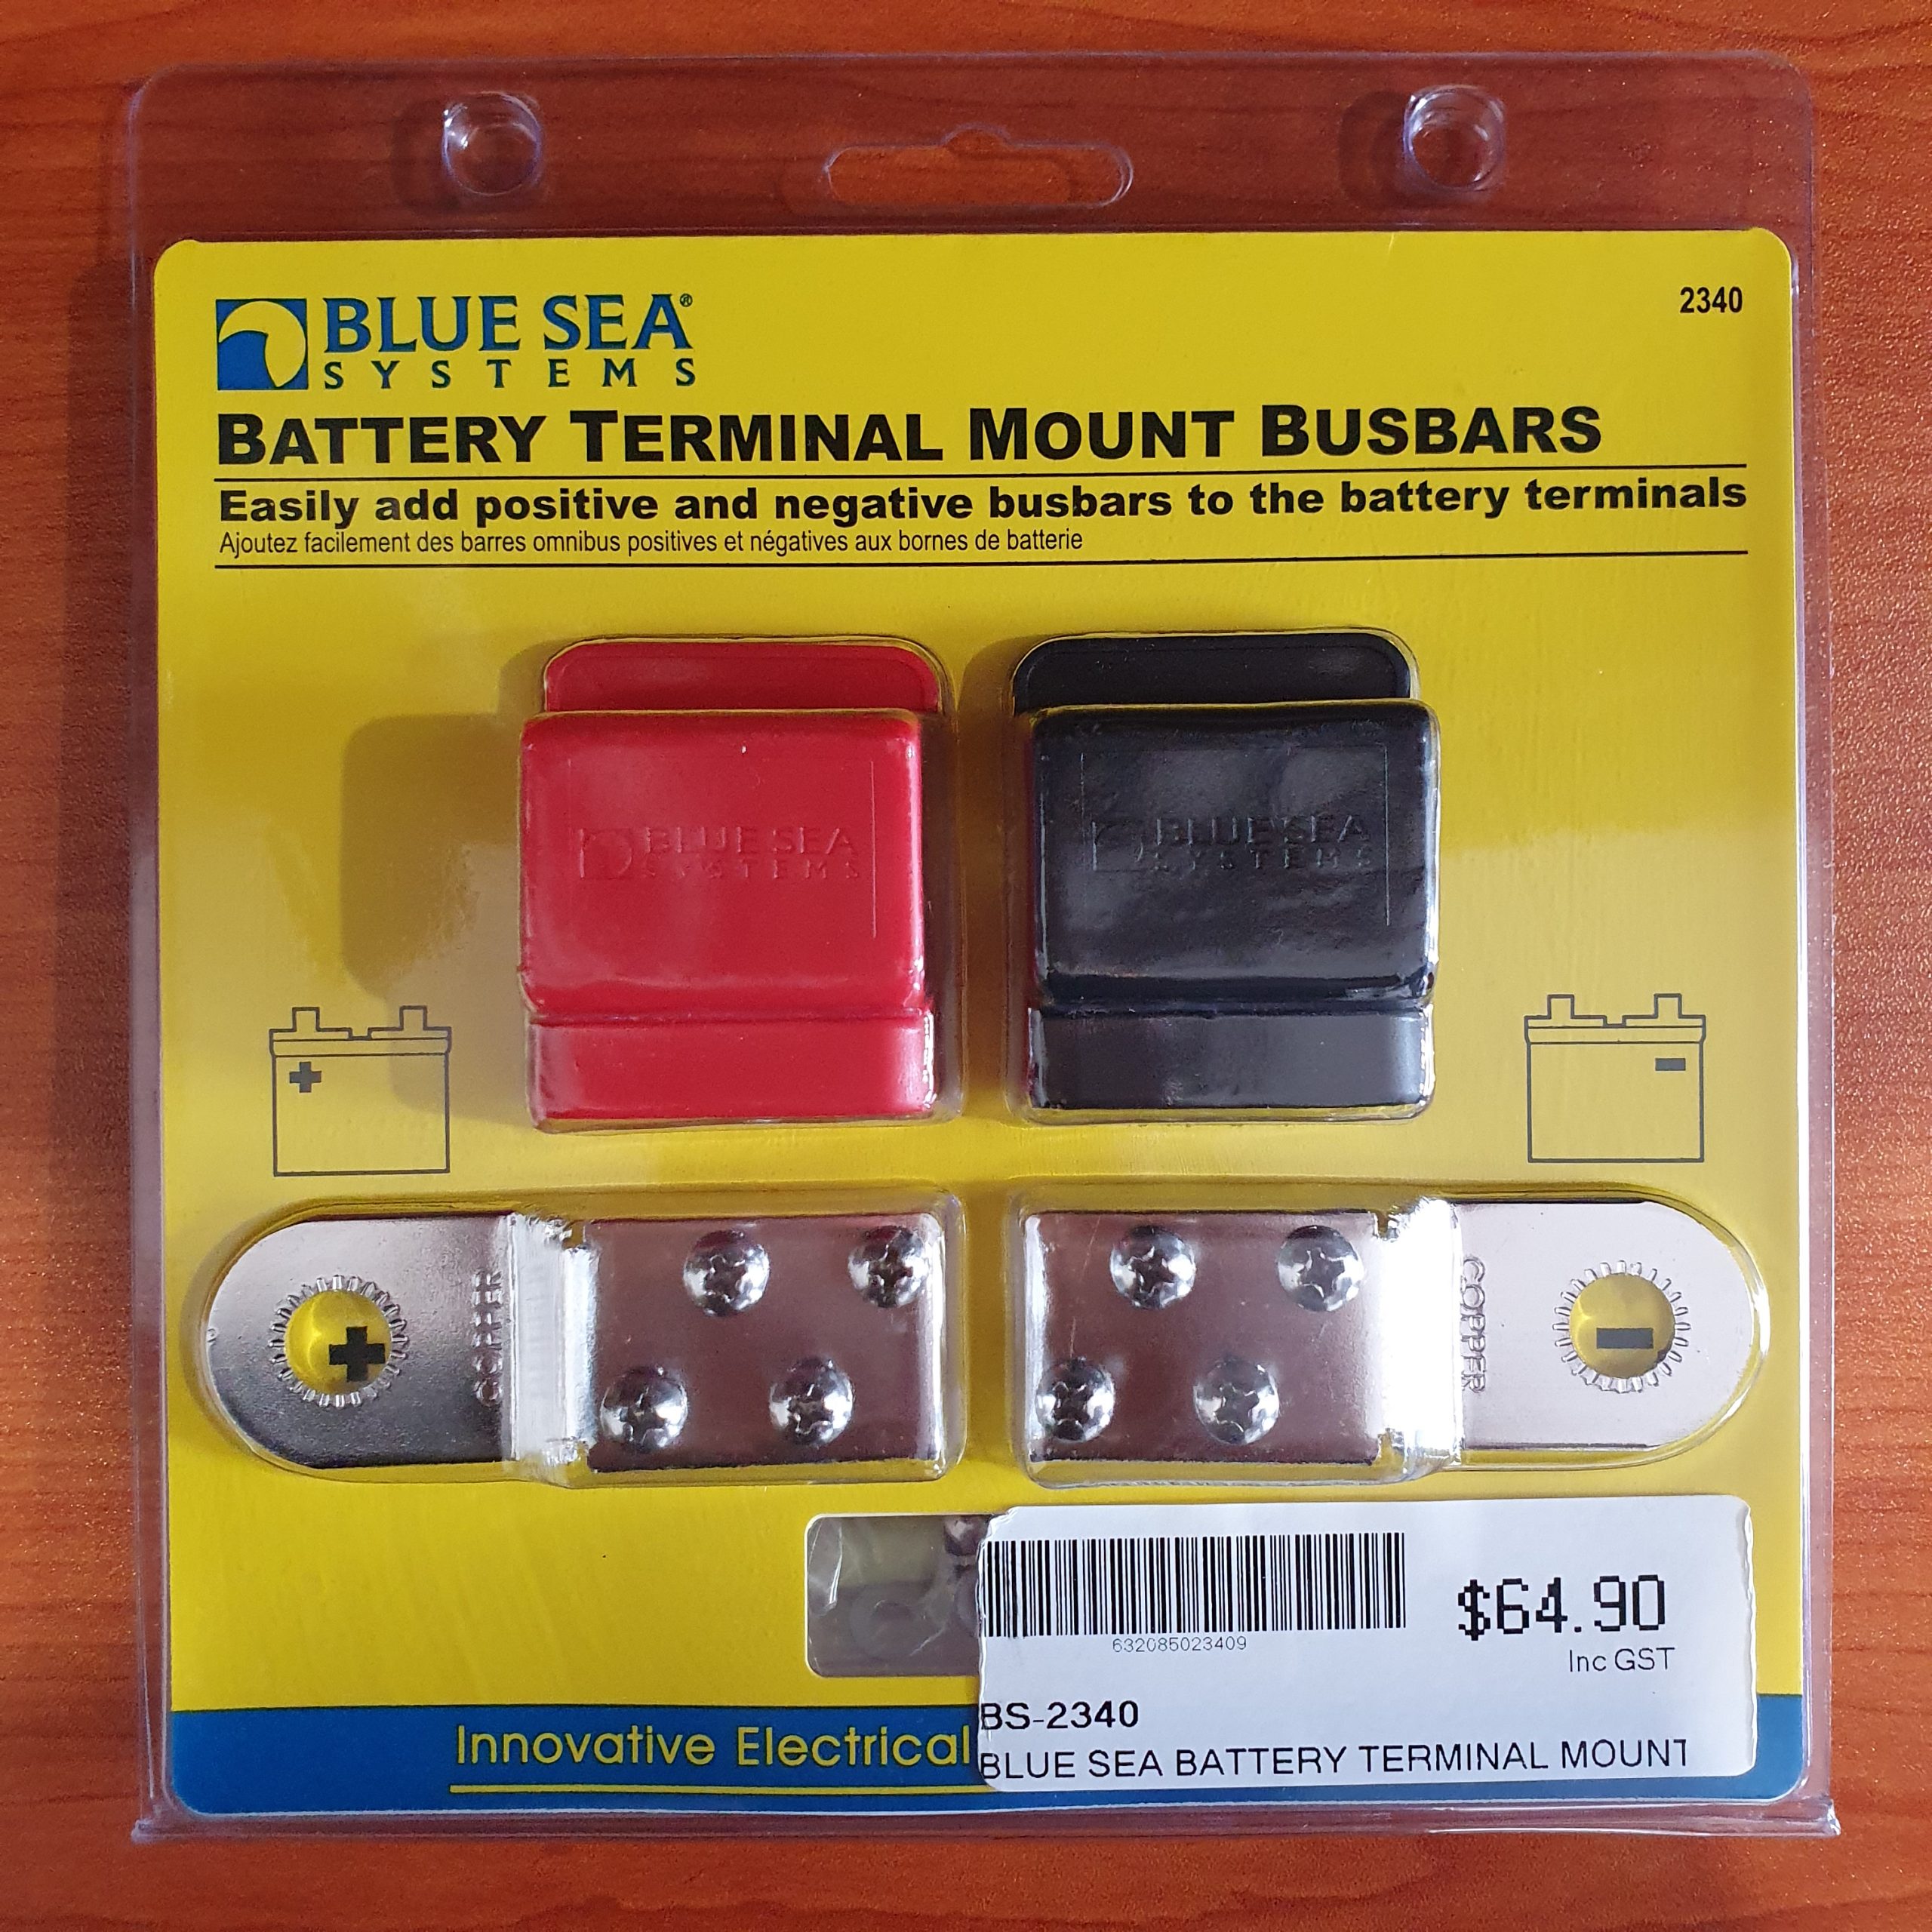 BLUE SEA®
SYSTEMS
2340
BATTERY TERMINAL MOUNT BUSBARS
Easily add positive and negative busbars to the battery terminals
Ajoutez facilement des barres omnibus positives et négatives aux bornes de batterie
BLUE SEA
SYSTEMS
BLUE SEA
SYSTEMS
+
-
COPPER
COPPER
+
-
$64.90
632085023409
Inc GST
BS-2340
BLUE SEA BATTERY TERMINAL MOUNT
Innovative Electrical